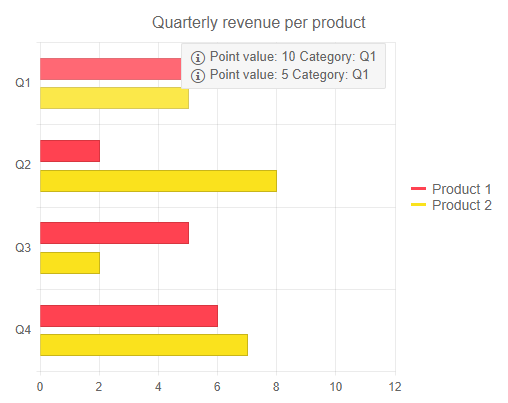 Quarterly revenue per product
Point value: 10 Category: Q1
Point value: 5 Category: Q1
Q1
Q2
Q3
Q4
Product 1
Product 2
0 2 4 6 8 10 12